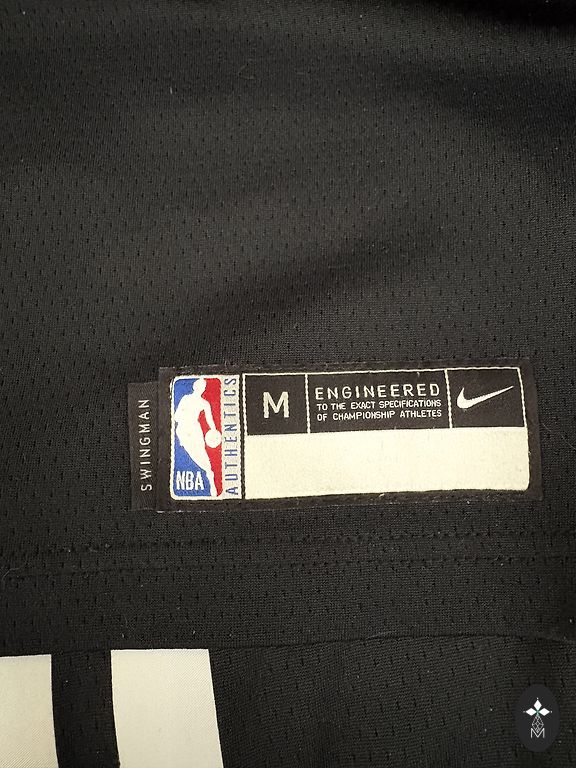 SWINGMAN
NBA
AUTHENTICS
M
ENGINEERED
TO THE EXACT SPECIFICATIONS
OF CHAMPIONSHIP ATHLETES
M